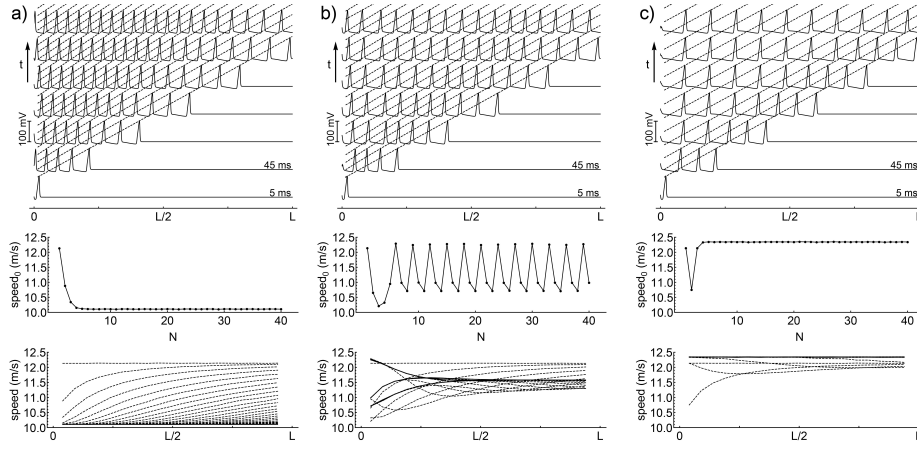 a)
t
100 mV
45 ms
5 ms
0 L/2 L
12.5
12.0
11.5
11.0
10.5
10.0
speed₀ (m/s)
10 20 30 40
N
12.5
12.0
11.5
11.0
10.5
10.0
speed (m/s)
L/2 L
b)
t
100 mV
45 ms
5 ms
0 L/2 L
12.5
12.0
11.5
11.0
10.5
10.0
speed₀ (m/s)
10 20 30 40
N
12.5
12.0
11.5
11.0
10.5
10.0
speed (m/s)
L/2 L
c)
t
100 mV
45 ms
5 ms
0 L/2
12.5
12.0
11.5
11.0
10.5
10.0
speed₀ (m/s)
10 20 30 40
N
12.5
12.0
11.5
11.0
10.5
10.0
speed (m/s)
L/2